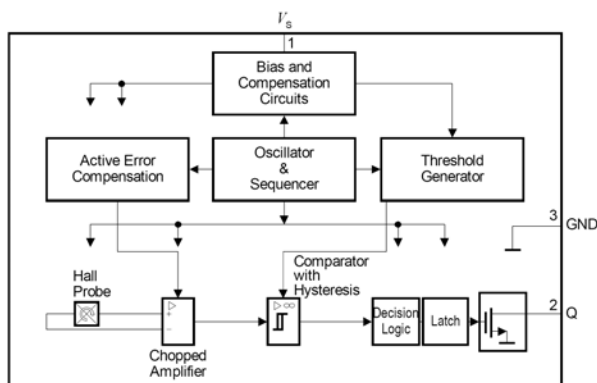 Vs
1
Bias and
Compensation
Circuits
Active Error
Compensation
Oscillator
&
Sequencer
Threshold
Generator
3
GND
Hall
Probe
Comparator
with
Hysteresis
▷
+
−
▷∞
Decision
Logic
Latch
2
Q
Chopped
Amplifier